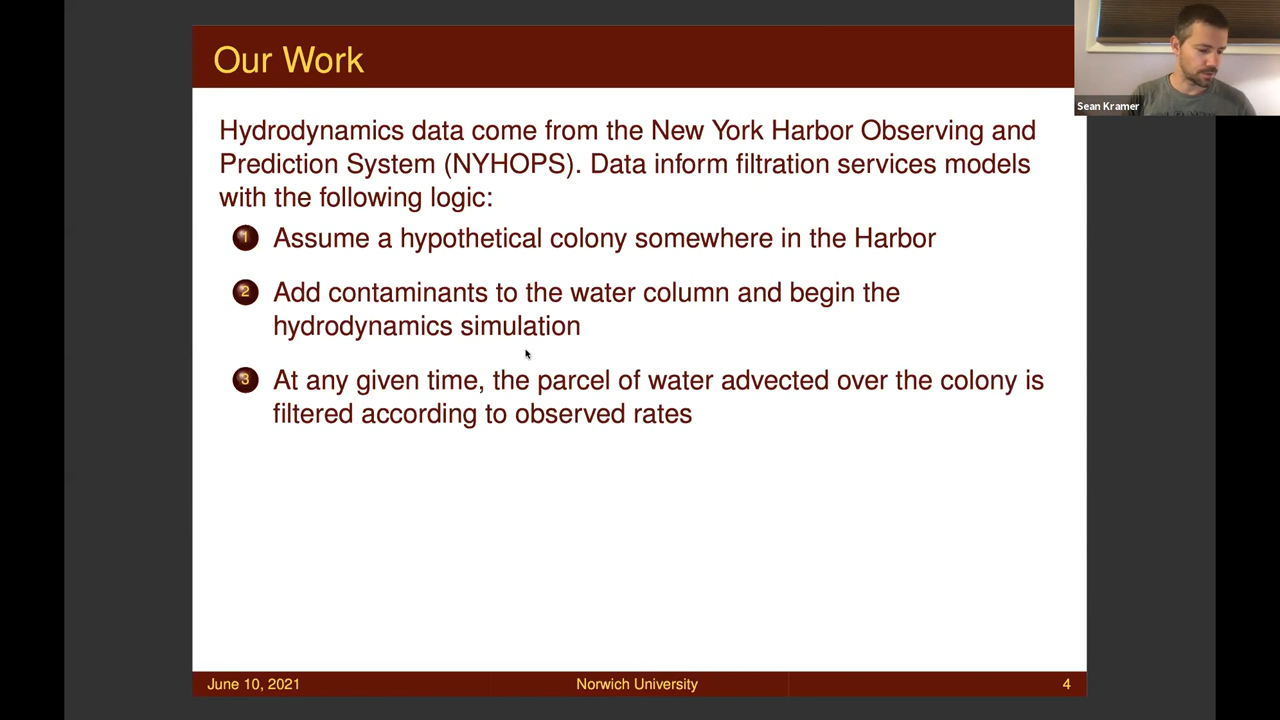 Our Work
Sean Kramer
Hydrodynamics data come from the New York Harbor Observing and
Prediction System (NYHOPS). Data inform filtration services models
with the following logic:
1 Assume a hypothetical colony somewhere in the Harbor
2 Add contaminants to the water column and begin the
hydrodynamics simulation
3 At any given time, the parcel of water advected over the colony is
filtered according to observed rates
June 10, 2021
Norwich University
4